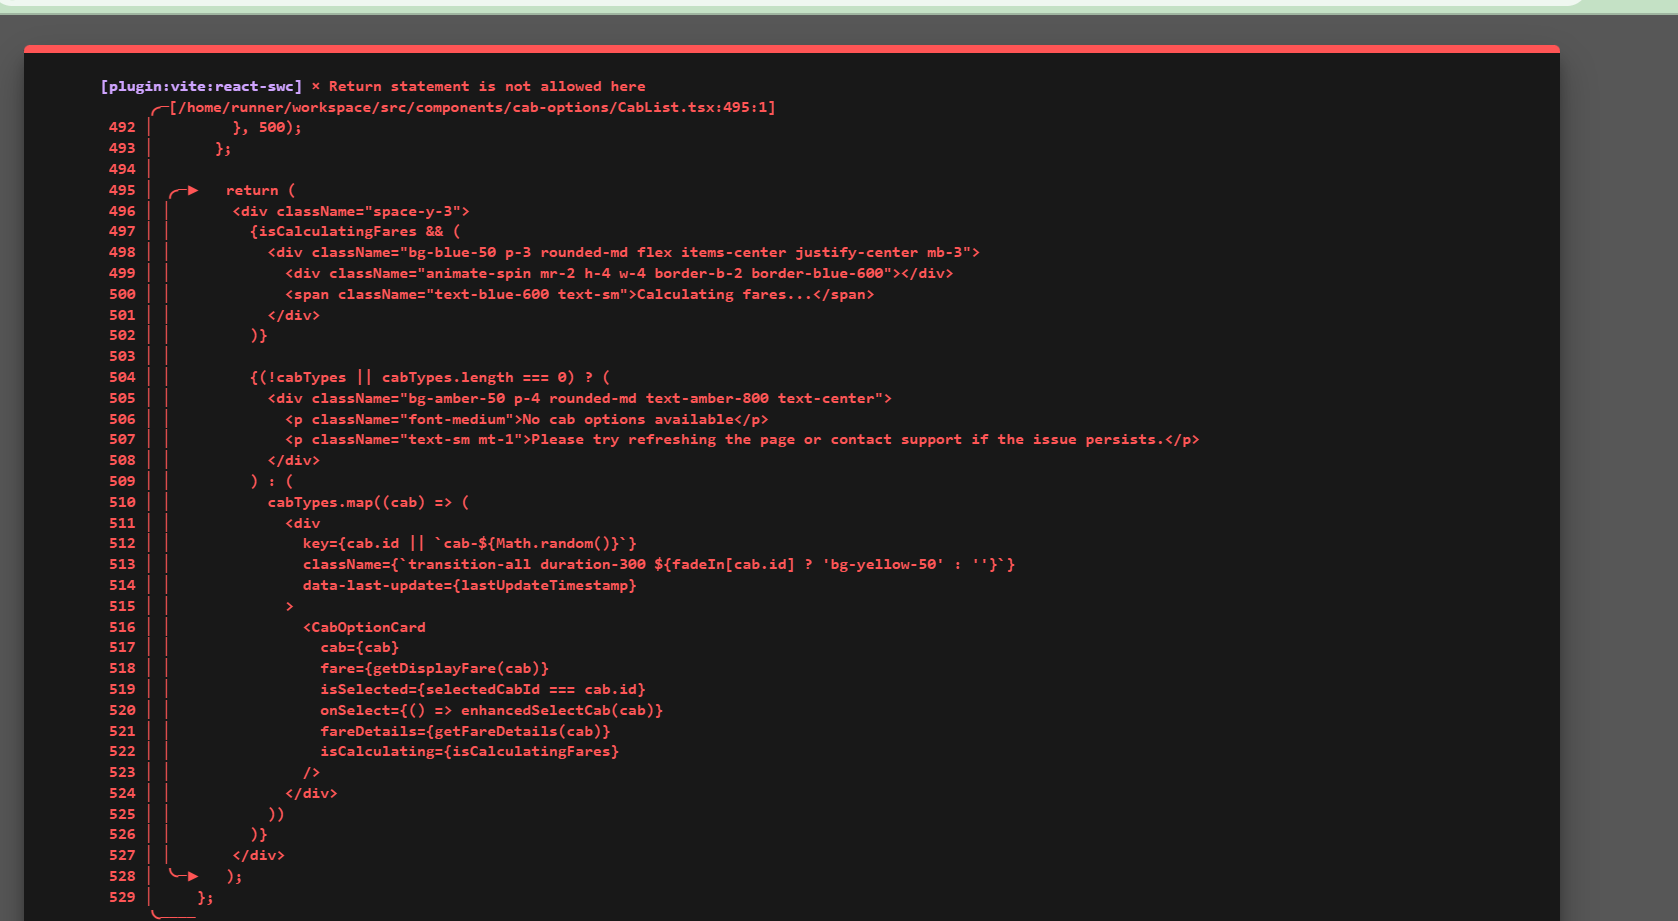 [plugin:vite:react-swc] × Return statement is not allowed here
╭─[/home/runner/workspace/src/components/cab-options/CabList.tsx:495:1]
492 │         }, 500);
493 │       };
494 │
495 │ ╭─▶   return (
496 │ │       <div className="space-y-3">
497 │ │         {isCalculatingFares && (
498 │ │           <div className="bg-blue-50 p-3 rounded-md flex items-center justify-center mb-3">
499 │ │             <div className="animate-spin mr-2 h-4 w-4 border-b-2 border-blue-600"></div>
500 │ │             <span className="text-blue-600 text-sm">Calculating fares...</span>
501 │ │           </div>
502 │ │         )}
503 │ │
504 │ │         {(!cabTypes || cabTypes.length === 0) ? (
505 │ │           <div className="bg-amber-50 p-4 rounded-md text-amber-800 text-center">
506 │ │             <p className="font-medium">No cab options available</p>
507 │ │             <p className="text-sm mt-1">Please try refreshing the page or contact support if the issue persists.</p>
508 │ │           </div>
509 │ │         ) : (
510 │ │           cabTypes.map((cab) => (
511 │ │             <div
512 │ │               key={cab.id || `cab-${Math.random()}`}
513 │ │               className={`transition-all duration-300 ${fadeIn[cab.id] ? 'bg-yellow-50' : ''}`}
514 │ │               data-last-update={lastUpdateTimestamp}
515 │ │             >
516 │ │               <CabOptionCard
517 │ │                 cab={cab}
518 │ │                 fare={getDisplayFare(cab)}
519 │ │                 isSelected={selectedCabId === cab.id}
520 │ │                 onSelect={() => enhancedSelectCab(cab)}
521 │ │                 fareDetails={getFareDetails(cab)}
522 │ │                 isCalculating={isCalculatingFares}
523 │ │               />
524 │ │             </div>
525 │ │           ))
526 │ │         )}
527 │ │       </div>
528 │ ╰─▶   );
529 │     };
╰────